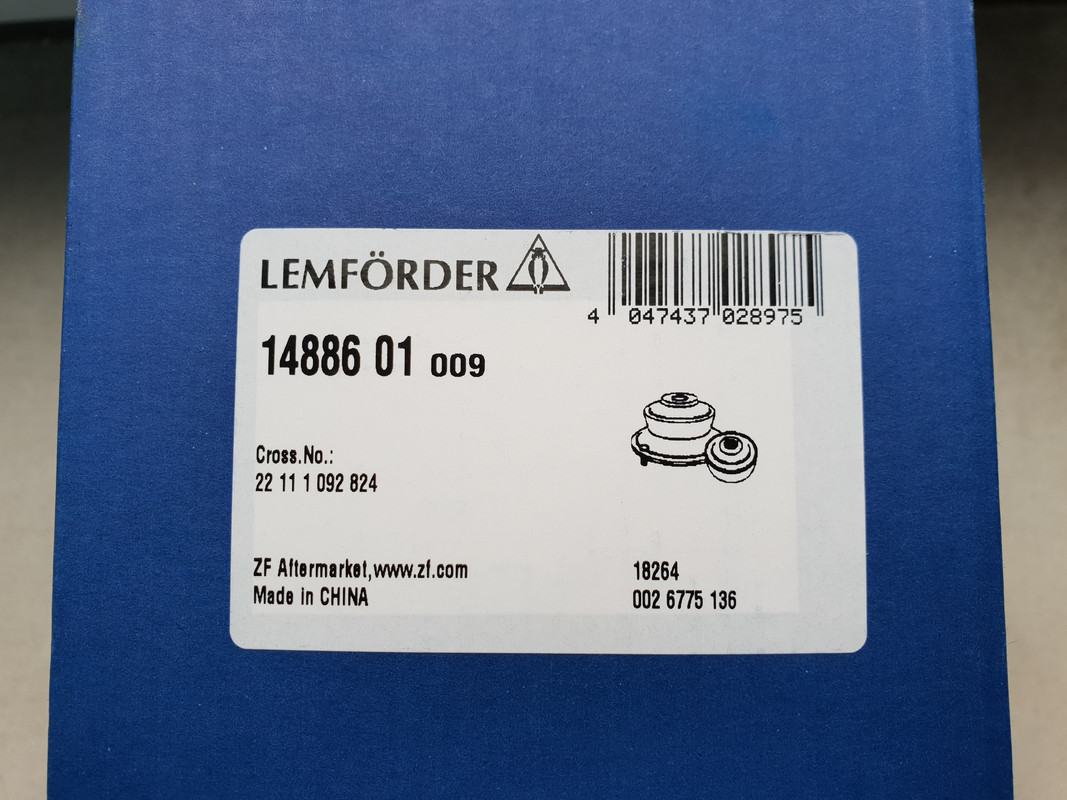 LEMFÖRDER
4 047437 028975
14886 01 009
Cross.No.:
22 11 1 092 824
ZF Aftermarket,www.zf.com
Made in CHINA
18264
002 6775 136